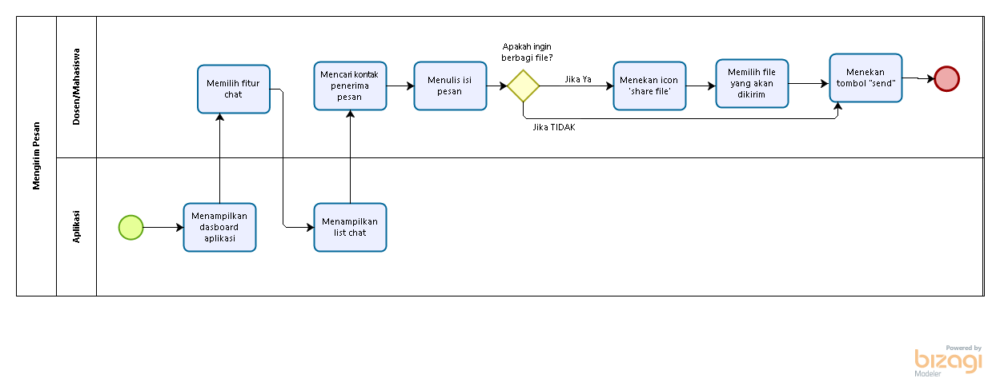 Mengirim Pesan
Dosen/Mahasiswa
Memilih fitur
chat
Mencari kontak
penerima
pesan
Menulis isi
pesan
Apakah ingin
berbagi file?
Jika Ya
Jika TIDAK
Menekan icon
'share file'
Memilih file
yang akan
dikirim
Menekan
tombol "send"
Aplikasi
Menampilkan
dasboard
aplikasi
Menampilkan
list chat
Powered by
bizagi
Modeler